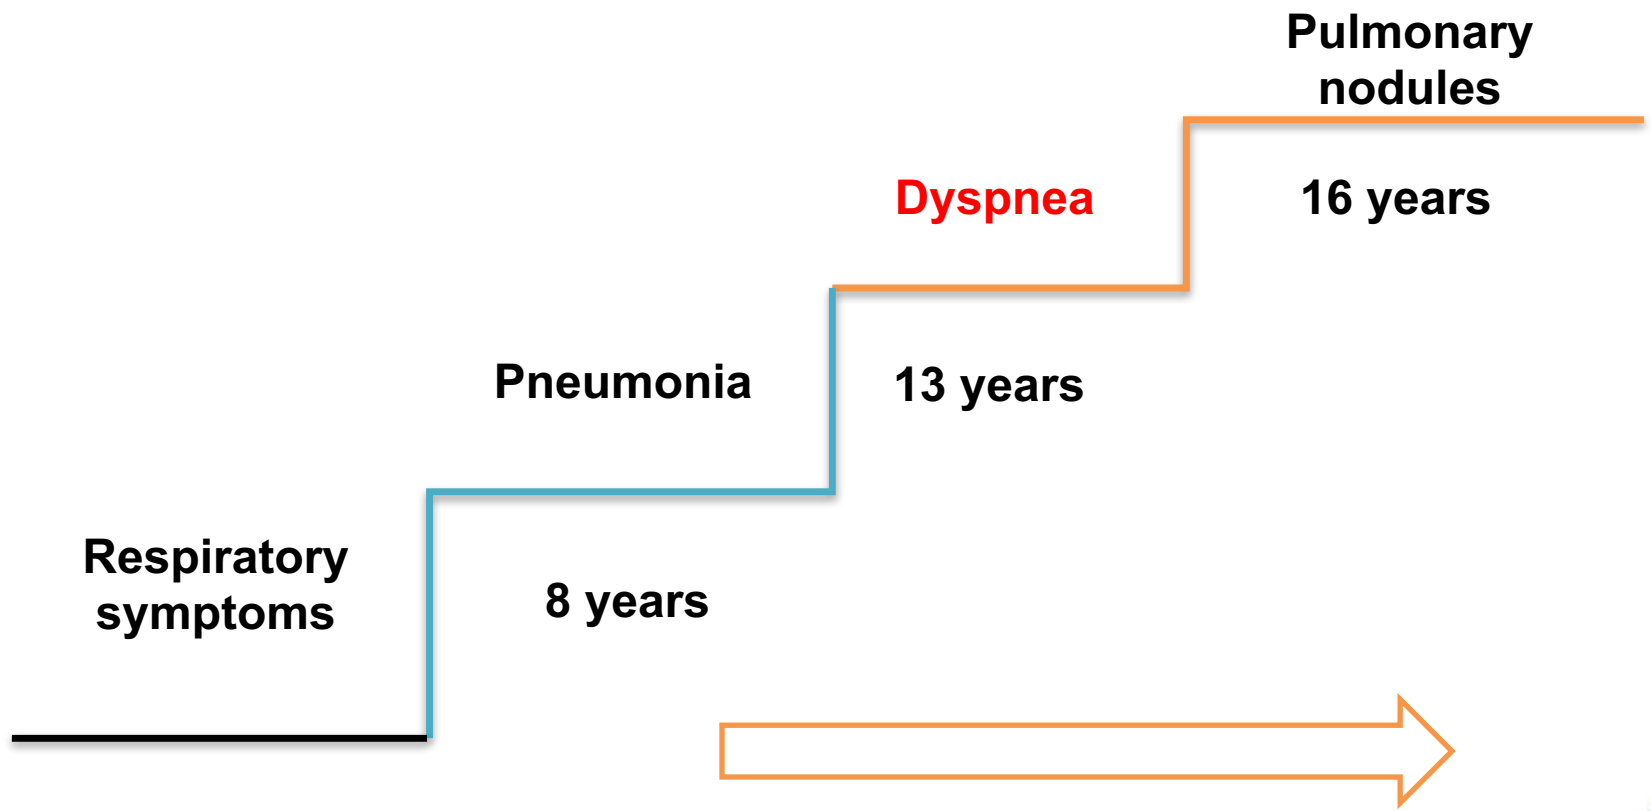 Respiratory
symptoms
Pneumonia
8 years
Dyspnea
13 years
Pulmonary
nodules
16 years